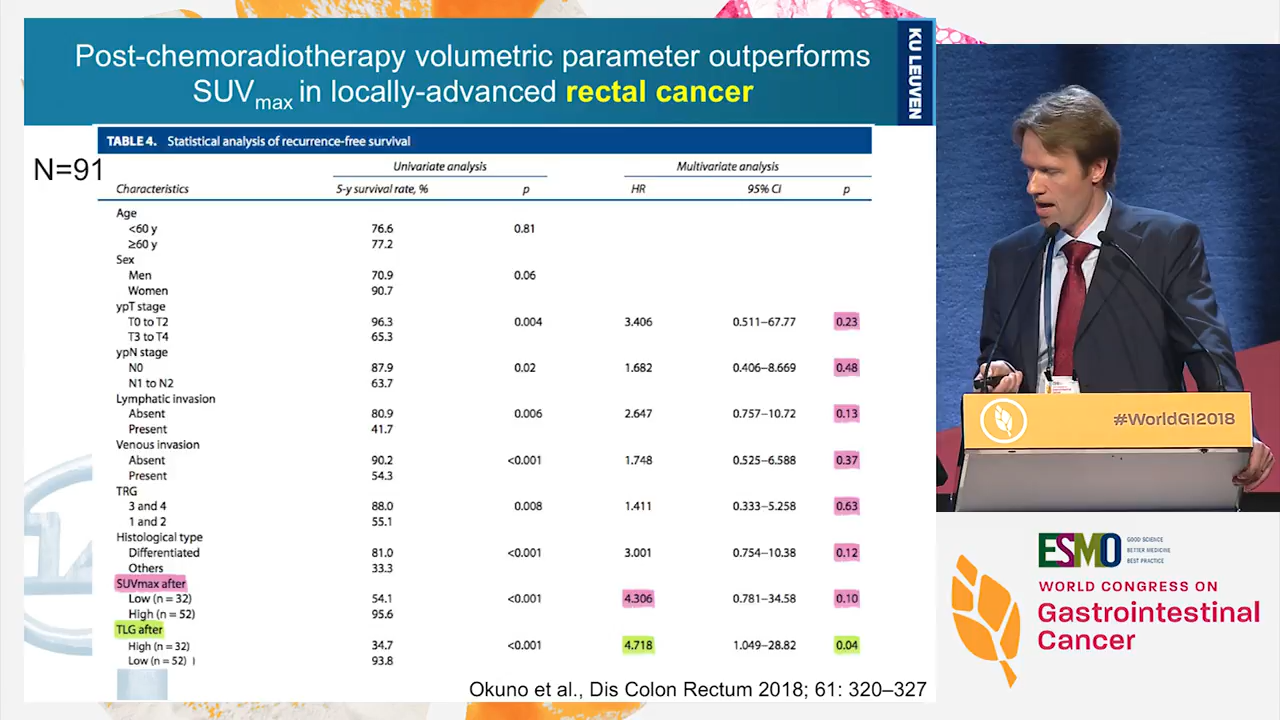 Post-chemoradiotherapy volumetric parameter outperforms
SUVmax in locally-advanced rectal cancer
KU LEUVEN
N=91
TABLE 4. Statistical analysis of recurrence-free survival
Univariate analysis Multivariate analysis
Characteristics 5-y survival rate, % p HR 95% CI p
Age
<60 y 76.6 0.81
≥60 y 77.2
Sex
Men 70.9 0.06
Women 90.7
ypT stage
T0 to T2 96.3 0.004 3.406 0.511–67.77 0.23
T3 to T4 65.3
ypN stage
N0 87.9 0.02 1.682 0.406–8.669 0.48
N1 to N2 63.7
Lymphatic invasion
Absent 80.9 0.006 2.647 0.757–10.72 0.13
Present 41.7
Venous invasion
Absent 90.2 <0.001 1.748 0.525–6.588 0.37
Present 54.3
TRG
3 and 4 88.0 0.008 1.411 0.333–5.258 0.63
1 and 2 55.1
Histological type
Differentiated 81.0 <0.001 3.001 0.754–10.38 0.12
Others 33.3
SUVmax after
Low (n = 32) 54.1 <0.001 4.306 0.781–34.58 0.10
High (n = 52) 95.6
TLG after
High (n = 32) 34.7 <0.001 4.718 1.049–28.82 0.04
Low (n = 52) 93.8
Okuno et al., Dis Colon Rectum 2018; 61: 320–327
#WorldGI2018
ESMO
GOOD SCIENCE
BETTER MEDICINE
BEST PRACTICE
WORLD CONGRESS ON
Gastrointestinal
Cancer